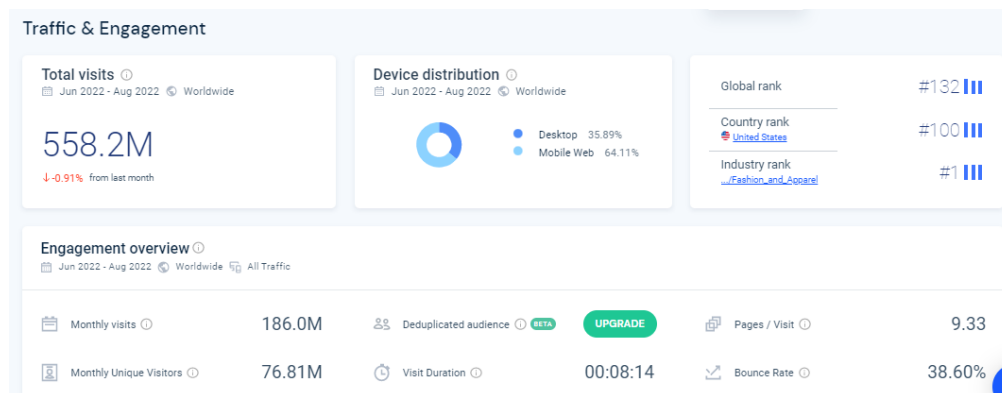 Traffic & Engagement
Total visits
Jun 2022 - Aug 2022 Worldwide
558.2M
-0.91% from last month
Device distribution
Jun 2022 - Aug 2022 Worldwide
Desktop 35.89%
Mobile Web 64.11%
Global rank #132
Country rank
United States
#100
Industry rank
.../Fashion_and_Apparel
#1
Engagement overview
Jun 2022 - Aug 2022 Worldwide All Traffic
Monthly visits 186.0M
Deduplicated audience BETA UPGRADE
Pages / Visit 9.33
Monthly Unique Visitors 76.81M
Visit Duration 00:08:14
Bounce Rate 38.60%